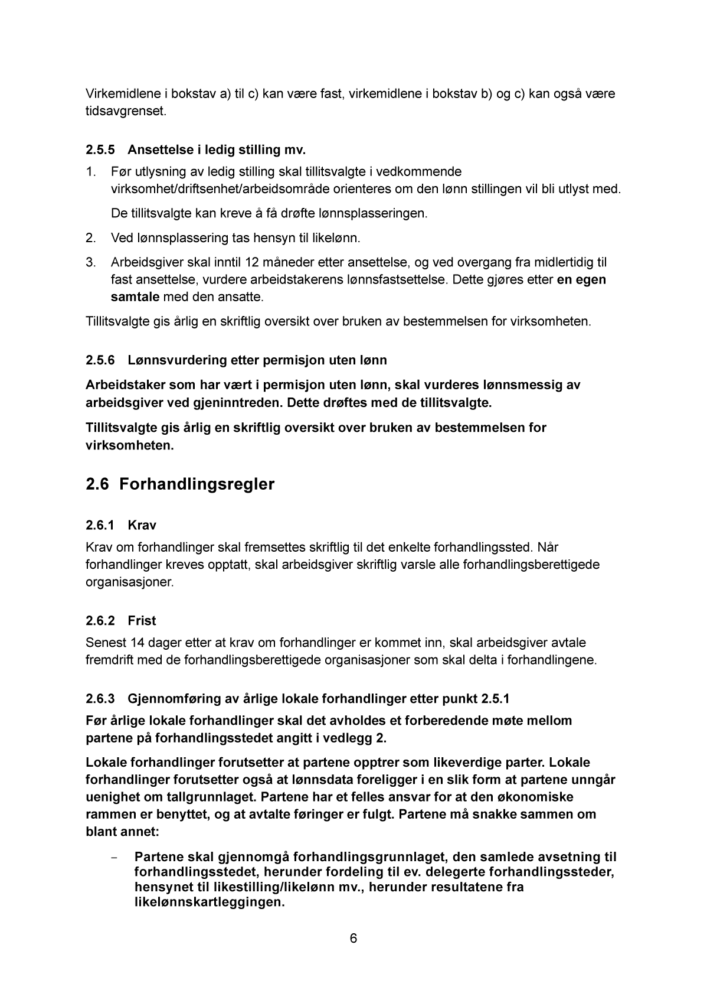 Virkemidlene i bokstav a) til c) kan være fast, virkemidlene i bokstav b) og c) kan også være
tidsavgrenset.
2.5.5 Ansettelse i ledig stilling mv.
1. Før utlysning av ledig stilling skal tillitsvalgte i vedkommende
virksomhet/driftsenhet/arbeidsområde orienteres om den lønn stillingen vil bli utlyst med.
De tillitsvalgte kan kreve å få drøfte lønnsplasseringen.
2. Ved lønnsplassering tas hensyn til likelønn.
3. Arbeidsgiver skal inntil 12 måneder etter ansettelse, og ved overgang fra midlertidig til
fast ansettelse, vurdere arbeidstakerens lønnsfastsettelse. Dette gjøres etter en egen
samtale med den ansatte.
Tillitsvalgte gis årlig en skriftlig oversikt over bruken av bestemmelsen for virksomheten.
2.5.6 Lønnsvurdering etter permisjon uten lønn
Arbeidstaker som har vært i permisjon uten lønn, skal vurderes lønnsmessig av
arbeidsgiver ved gjeninntreden. Dette drøftes med de tillitsvalgte.
Tillitsvalgte gis årlig en skriftlig oversikt over bruken av bestemmelsen for
virksomheten.
2.6 Forhandlingsregler
2.6.1 Krav
Krav om forhandlinger skal fremsettes skriftlig til det enkelte forhandlingssted. Når
forhandlinger kreves opptatt, skal arbeidsgiver skriftlig varsle alle forhandlingsberettigede
organisasjoner.
2.6.2 Frist
Senest 14 dager etter at krav om forhandlinger er kommet inn, skal arbeidsgiver avtale
fremdrift med de forhandlingsberettigede organisasjoner som skal delta i forhandlingene.
2.6.3 Gjennomføring av årlige lokale forhandlinger etter punkt 2.5.1
Før årlige lokale forhandlinger skal det avholdes et forberedende møte mellom
partene på forhandlingsstedet angitt i vedlegg 2.
Lokale forhandlinger forutsetter at partene opptrer som likeverdige parter. Lokale
forhandlinger forutsetter også at lønnsdata foreligger i en slik form at partene unngår
uenighet om tallgrunnlaget. Partene har et felles ansvar for at den økonomiske
rammen er benyttet, og at avtalte føringer er fulgt. Partene må snakke sammen om
blant annet:
– Partene skal gjennomgå forhandlingsgrunnlaget, den samlede avsetning til
forhandlingsstedet, herunder fordeling til ev. delegerte forhandlingssteder,
hensynet til likestilling/likelønn mv., herunder resultatene fra
likelønnskartleggingen.
6